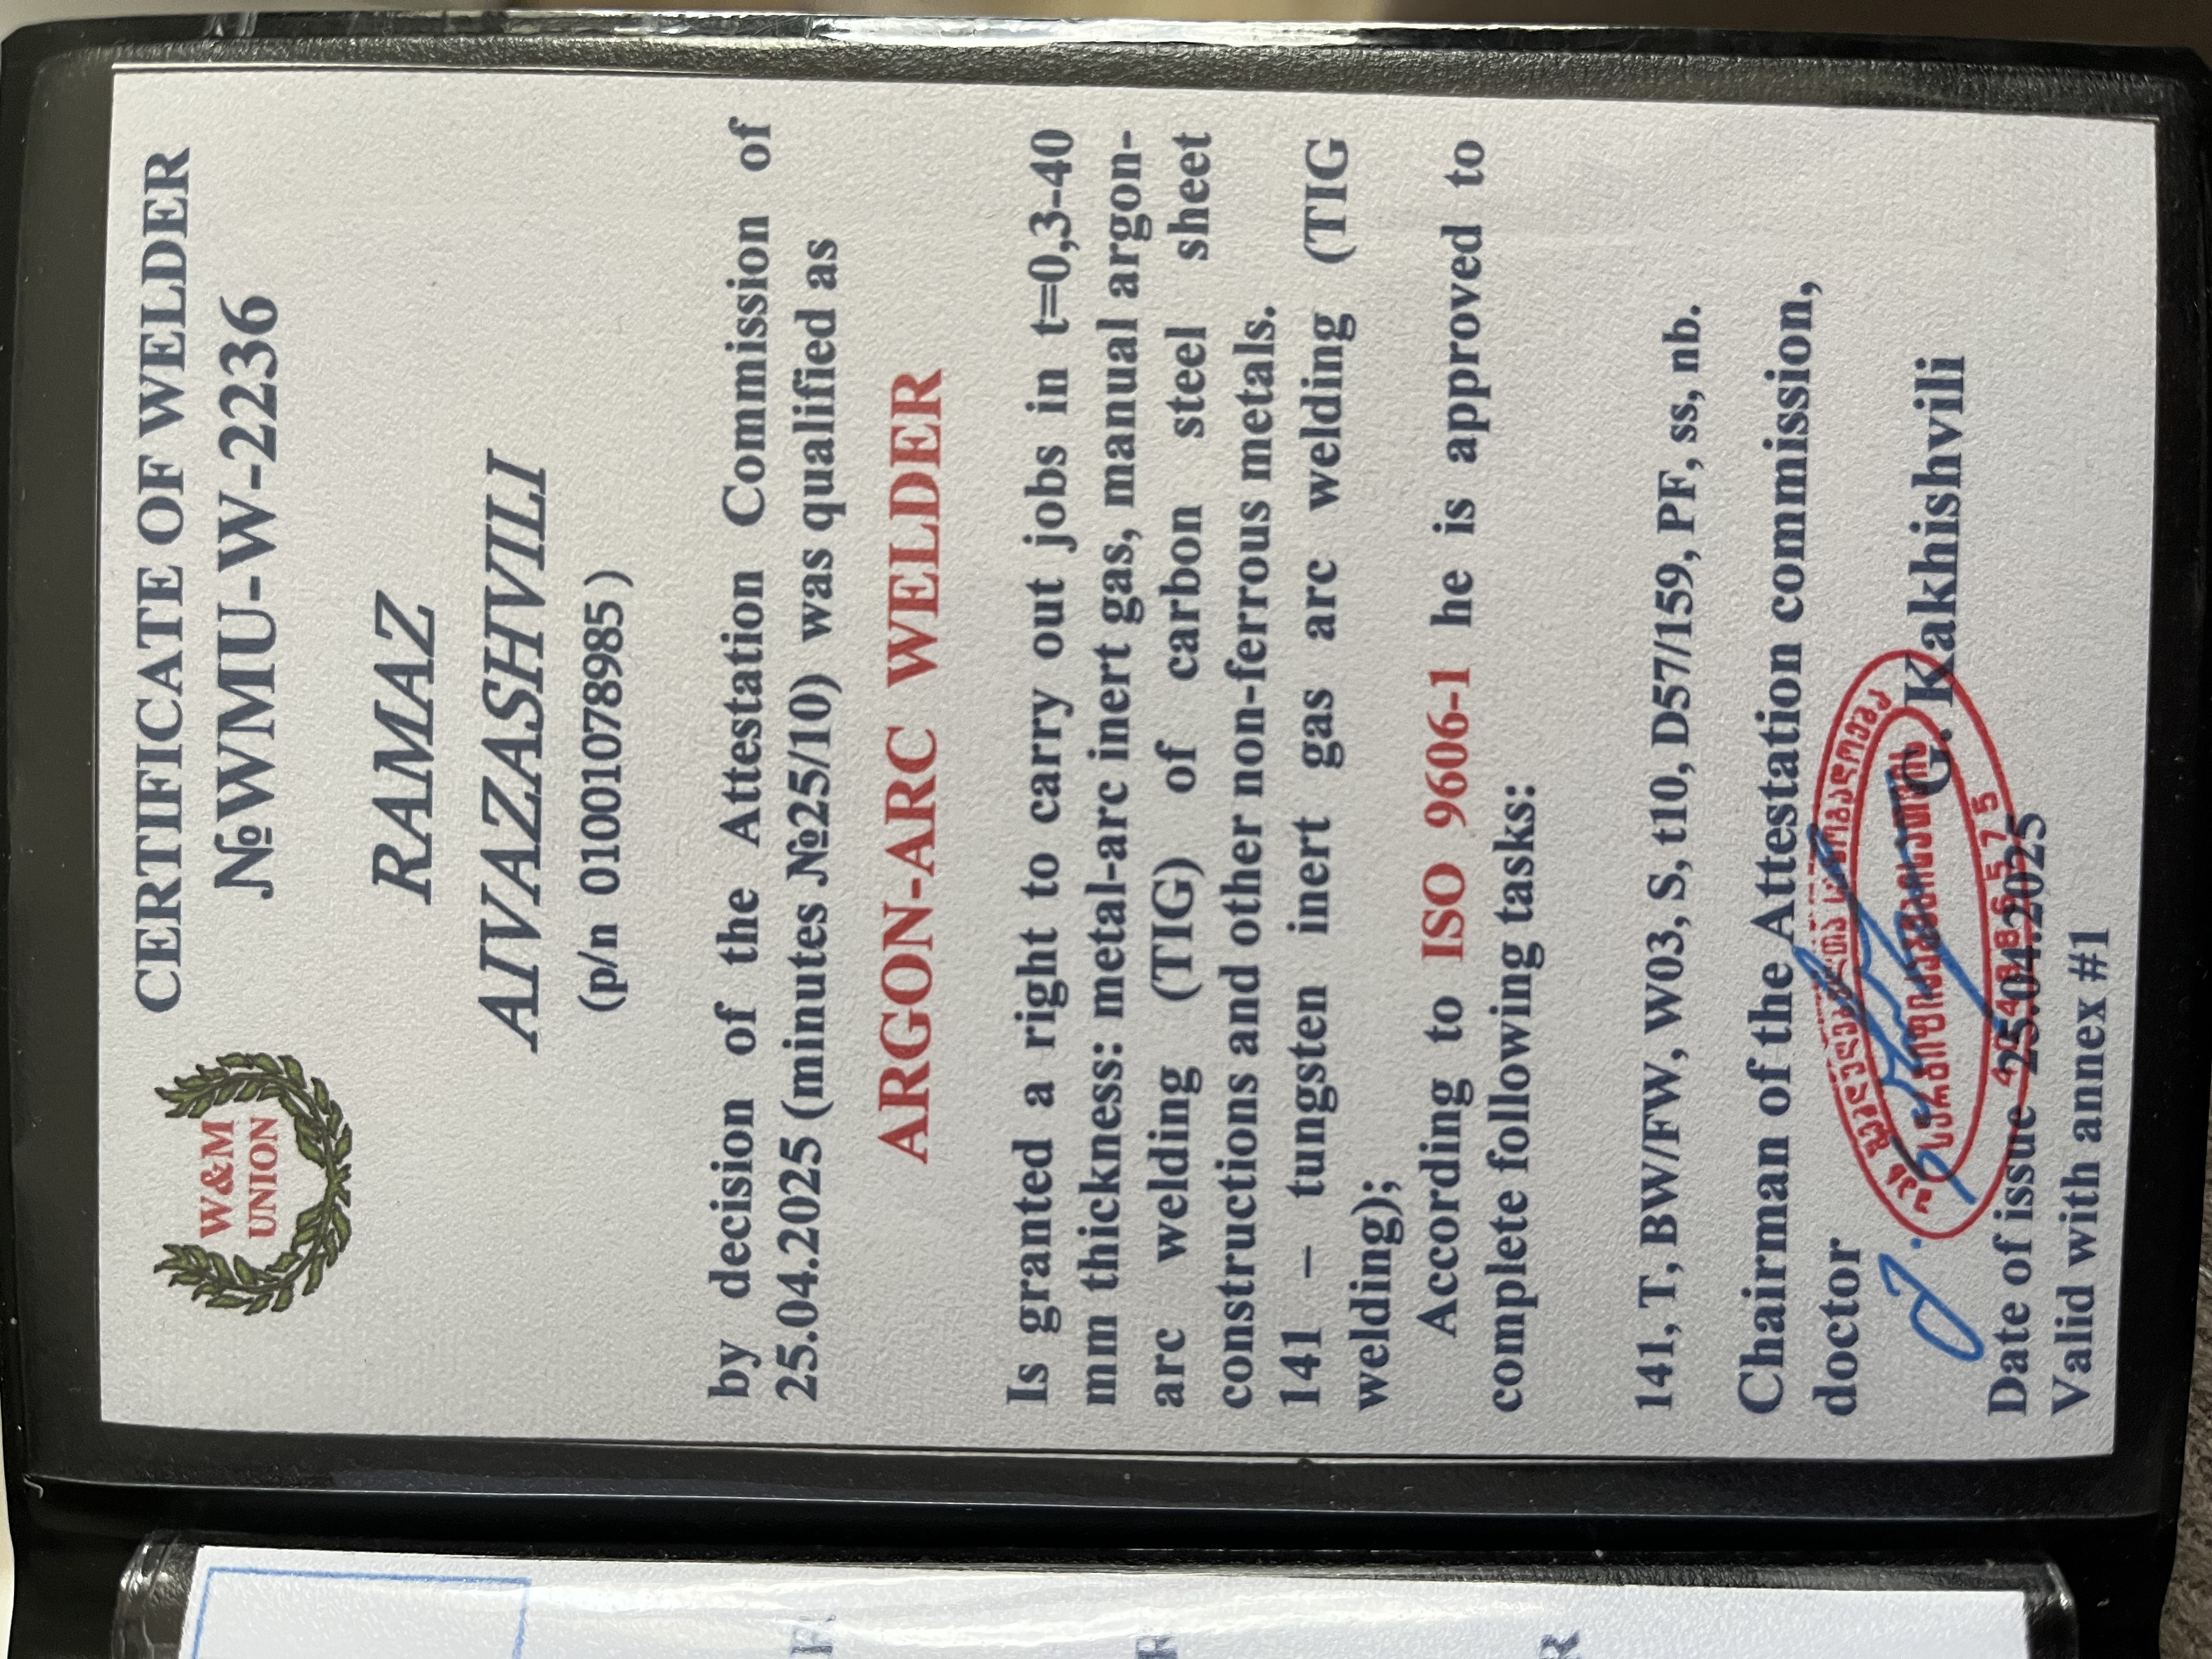 W&M
UNION
CERTIFICATE OF WELDER
№WMU-W-2236
RAMAZ
AIVAZASHVILI
(p/n 01001078985 )
by decision of the Attestation Commission of
25.04.2025 (minutes №25/10) was qualified as
ARGON-ARC WELDER
Is granted a right to carry out jobs in t=0,3-40
mm thickness: metal-arc inert gas, manual argon-
arc welding (TIG) of carbon steel sheet
constructions and other non-ferrous metals.
141 – tungsten inert gas arc welding (TIG
welding);
According to ISO 9606-1 he is approved to
complete following tasks:
141, T, BW/FW, W03, S, t10, D57/159, PF, ss, nb.
Chairman of the Attestation commission,
doctor
G. Kakhishvili
Date of issue 25.04.2025
Valid with annex #1